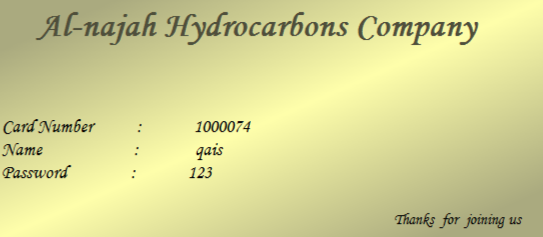 Al-najah Hydrocarbons Company
Card Number : 1000074
Name : qais
Password : 123
Thanks for joining us